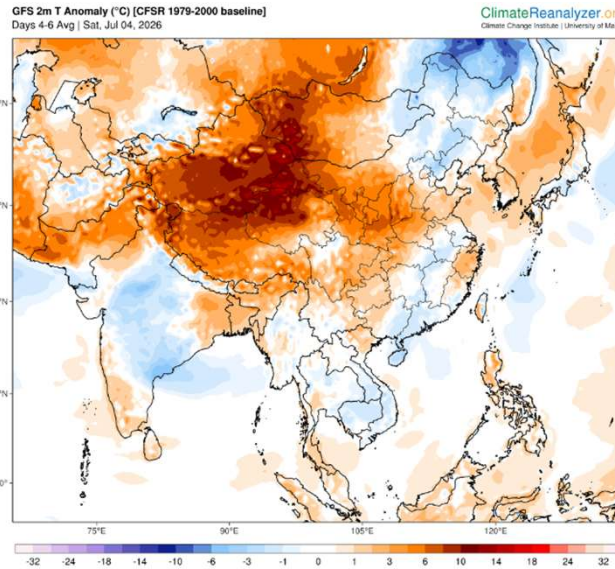 GFS 2m T Anomaly (°C) [CFSR 1979-2000 baseline]
Days 4-6 Avg | Sat, Jul 04, 2026
ClimateReanalyzer.or
Climate Change Institute | University of Ma
°N
°N
°N
°N
0°
75°E 90°E 105°E 120°E
-32 -24 -18 -14 -10 -6 -3 -1 0 1 3 6 10 14 18 24 32